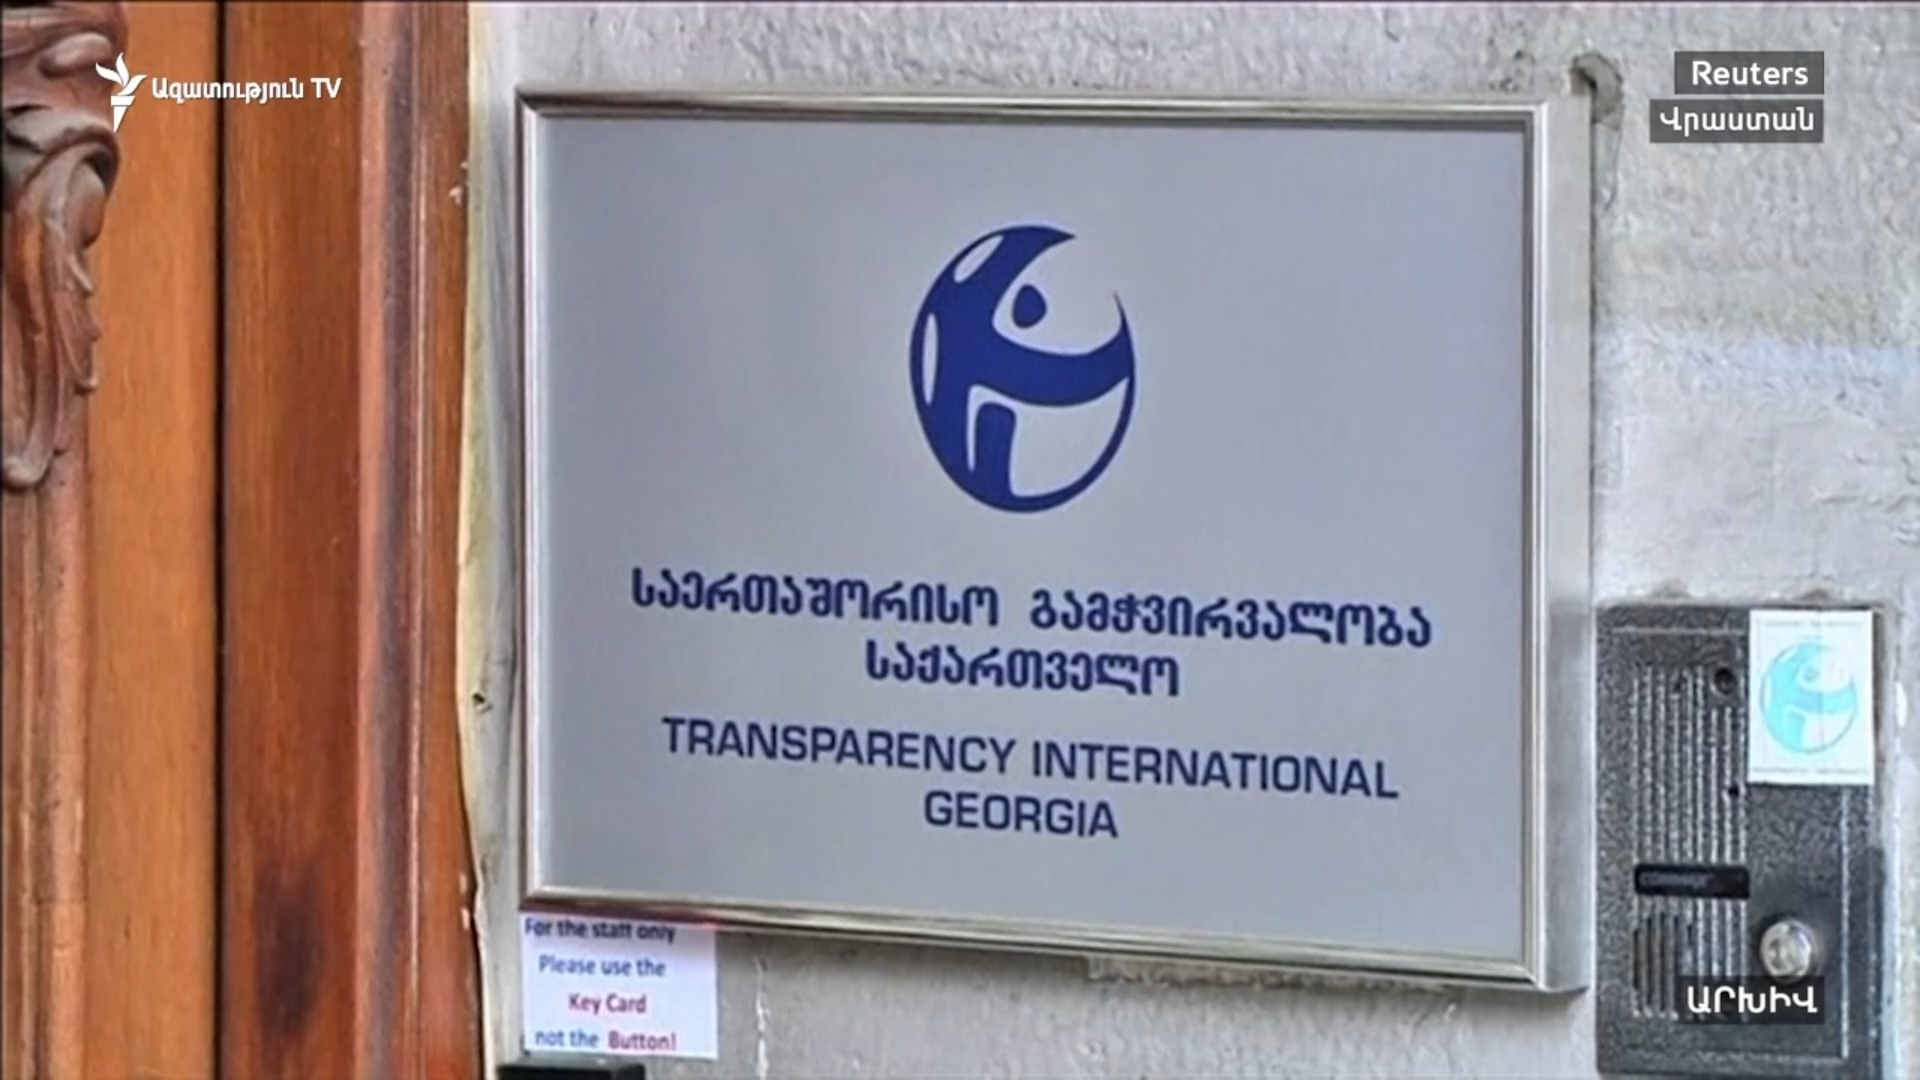 Ազատություն TV
Reuters
Վրաստան
საერთაშორისო გამჭვირვალობა
საქართველო
TRANSPARENCY INTERNATIONAL
GEORGIA
For the staff only
Please use the
Key Card
not the Button!
ԱՐԽԻՎ